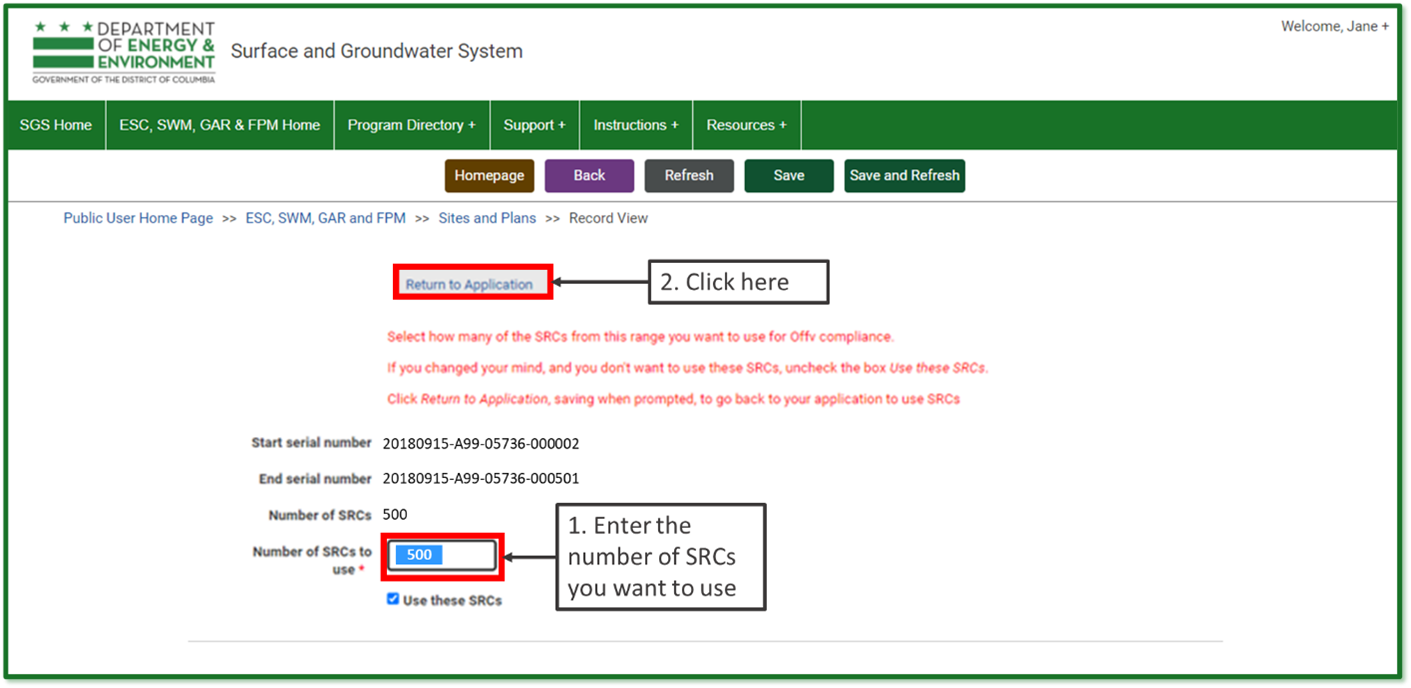 DEPARTMENT
OF ENERGY &
ENVIRONMENT
GOVERNMENT OF THE DISTRICT OF COLUMBIA
Surface and Groundwater System
Welcome, Jane +
SGS Home ESC, SWM, GAR & FPM Home Program Directory + Support + Instructions + Resources +
Homepage Back Refresh Save Save and Refresh
Public User Home Page >> ESC, SWM, GAR and FPM >> Sites and Plans >> Record View
Return to Application
2. Click here
Select how many of the SRCs from this range you want to use for Offv compliance.
If you changed your mind, and you don't want to use these SRCs, uncheck the box Use these SRCs.
Click Return to Application, saving when prompted, to go back to your application to use SRCs
Start serial number 20180915-A99-05736-000002
End serial number 20180915-A99-05736-000501
Number of SRCs 500
Number of SRCs to
use * 500
Use these SRCs
1. Enter the
number of SRCs
you want to use